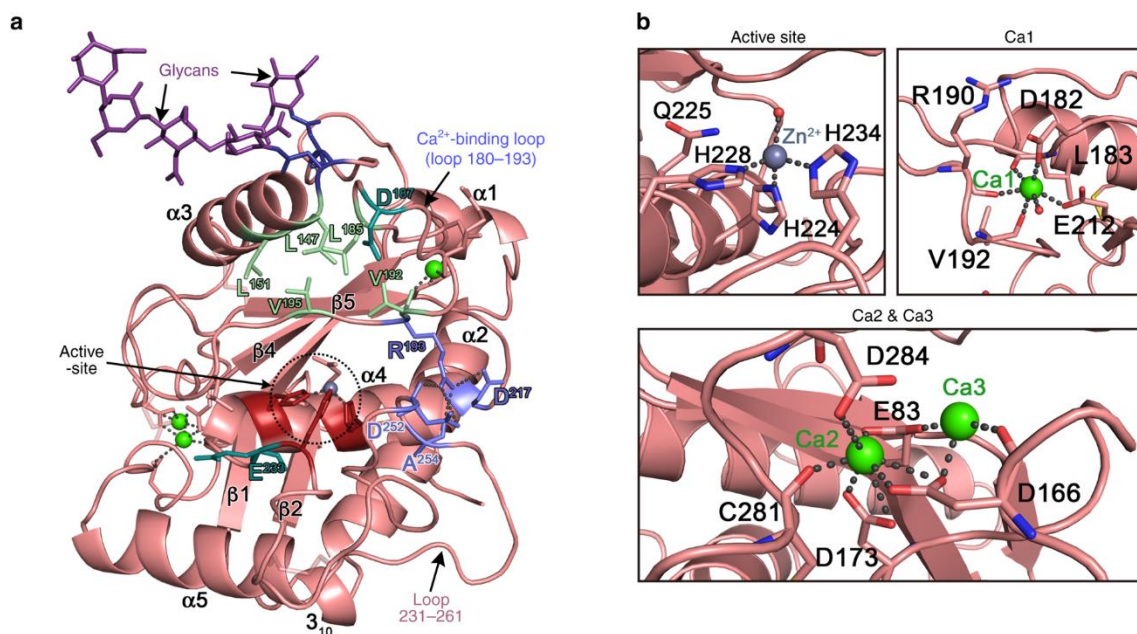 a
Glycans
Ca²⁺-binding loop
(loop 180–193)
D¹⁸⁷
α1
α3
L¹⁴⁷
L¹⁸⁵
L¹⁵¹
V¹⁹²
V¹⁹⁵
β5
R¹⁹³
α2
Active
-site
β4
α4
D²¹⁷
D²⁵²
A²⁵⁴
E²³³
β1
β2
α5
3₁₀
Loop
231–261
b
Active site
Q225
Zn²⁺
H234
H228
H224
Ca1
R190
D182
L183
Ca1
E212
V192
Ca2 & Ca3
D284
Ca3
E83
Ca2
C281
D166
D173